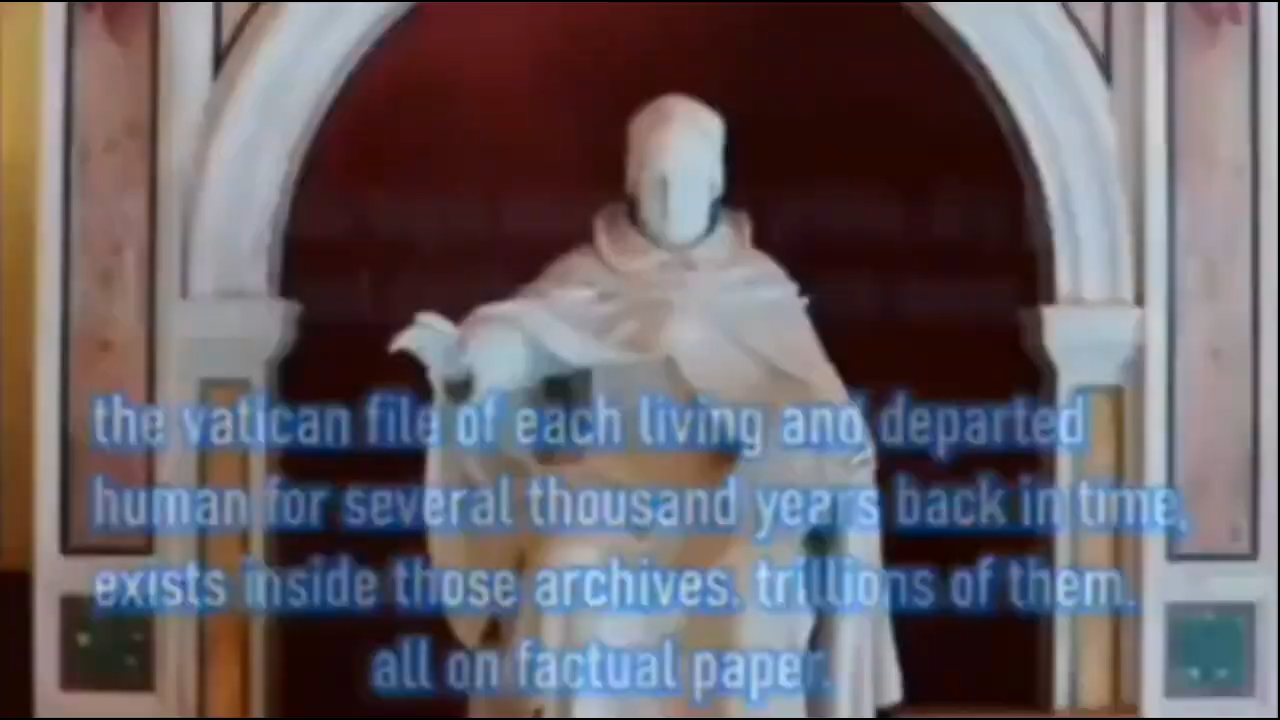 the vatican file of each living and departed
human for several thousand years back in time,
exists inside those archives. trillions of them.
all on factual paper.